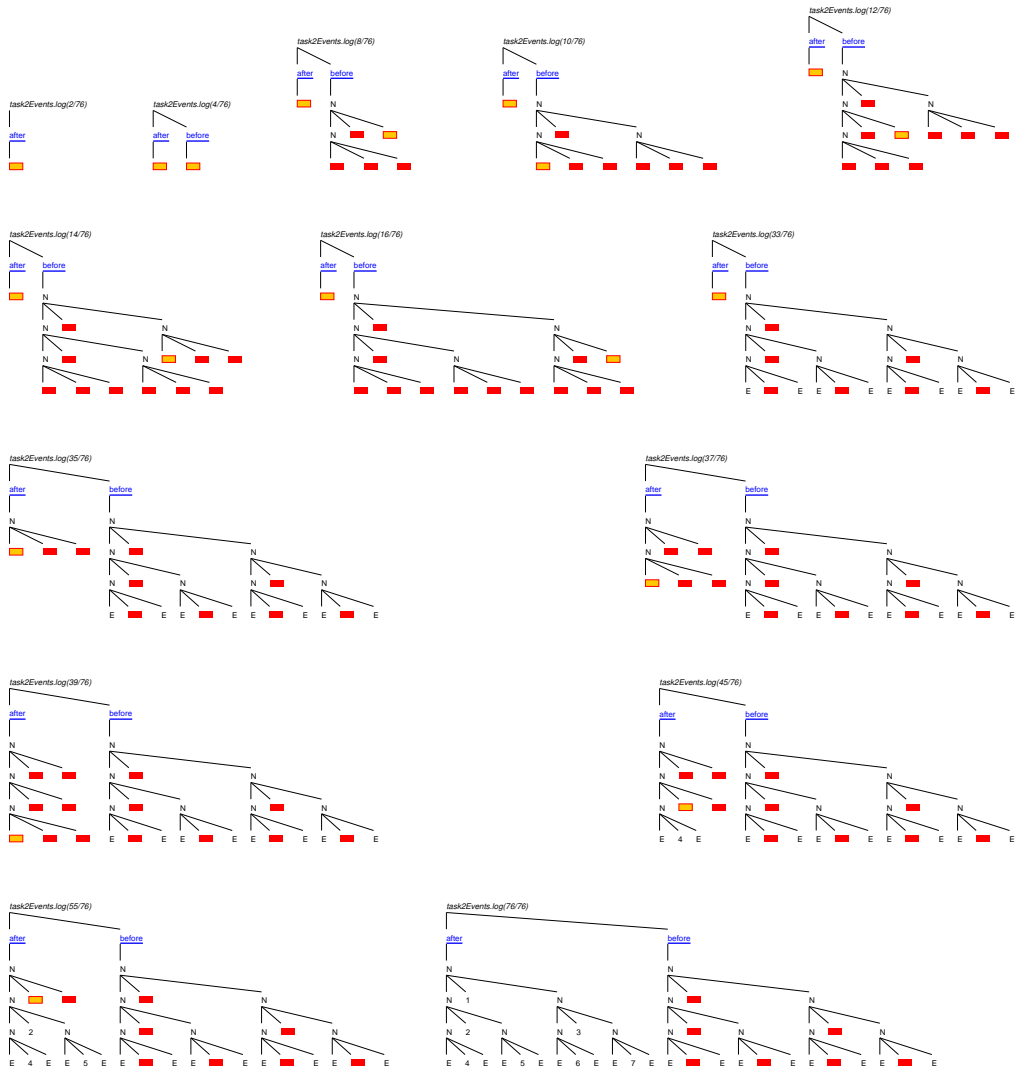 task2Events.log(2/76)
after
task2Events.log(4/76)
after before
task2Events.log(8/76)
after before
N
N
task2Events.log(10/76)
after before
N
N N
task2Events.log(12/76)
after before
N
N N
N
task2Events.log(14/76)
after before
N
N N
N N
task2Events.log(16/76)
after before
N
N N
N N N
task2Events.log(33/76)
after before
N
N N
N N N N
E E E E E E E E
task2Events.log(35/76)
after before
N N
N N
N N N N
E E E E E E E E
task2Events.log(37/76)
after before
N N
N N N
N N N N
E E E E E E E E
task2Events.log(39/76)
after before
N N
N N N
N N N N N
E E E E E E E E
task2Events.log(45/76)
after before
N N
N N N
N N N N N
E 4 E E E E E E E E E
task2Events.log(55/76)
after before
N N
N N N
N 2 N N N N N
E 4 E E 5 E E E E E E E E E
task2Events.log(76/76)
after before
N N
N 1 N N N
N 2 N N 3 N N N N N
E 4 E E 5 E E 6 E E 7 E E E E E E E E E